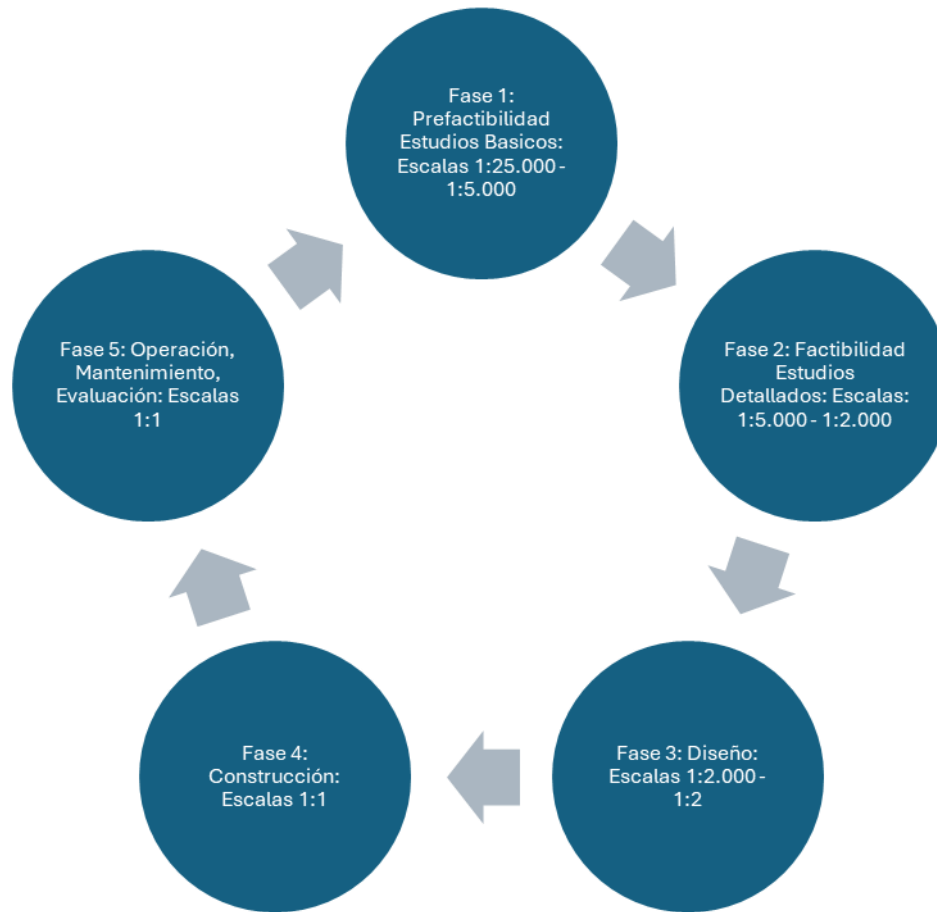 Fase 1:
Prefactibilidad
Estudios Basicos:
Escalas 1:25.000 -
1:5.000
Fase 2: Factibilidad
Estudios
Detallados: Escalas:
1:5.000 - 1:2.000
Fase 3: Diseño:
Escalas 1:2.000 -
1:2
Fase 4:
Construcción:
Escalas 1:1
Fase 5: Operación,
Mantenimiento,
Evaluación: Escalas
1:1